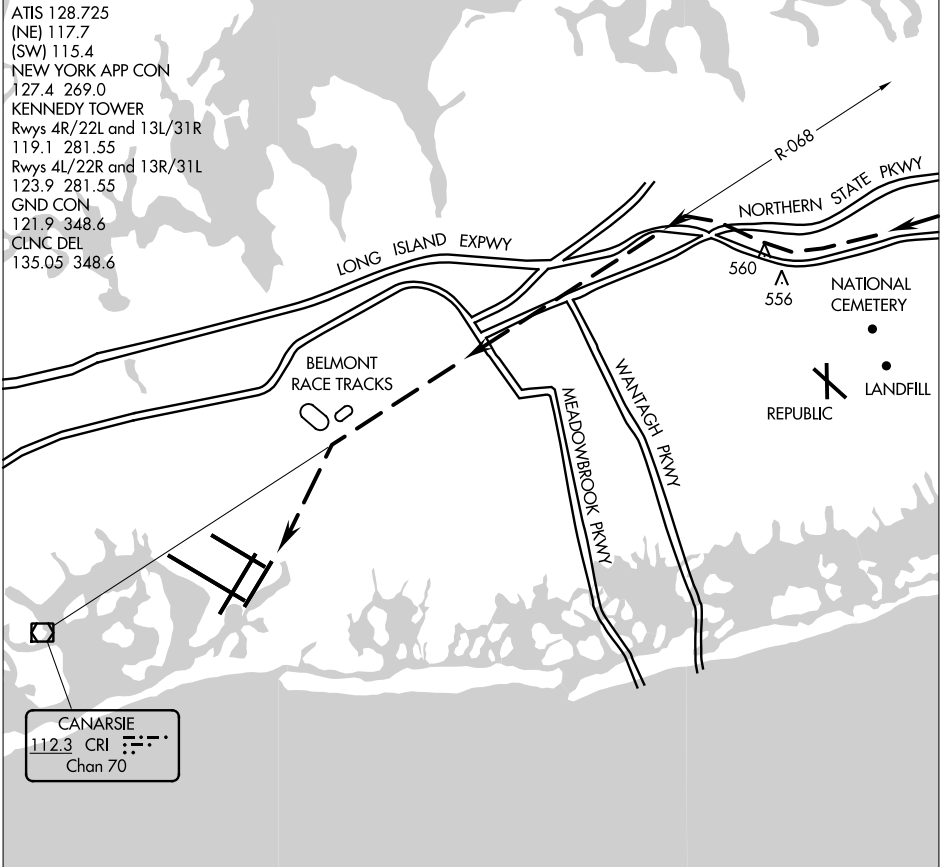 ATIS 128.725
(NE) 117.7
(SW) 115.4
NEW YORK APP CON
127.4 269.0
KENNEDY TOWER
Rwys 4R/22L and 13L/31R
119.1 281.55
Rwys 4L/22R and 13R/31L
123.9 281.55
GND CON
121.9 348.6
CLNC DEL
135.05 348.6
R-068
NORTHERN STATE PKWY
LONG ISLAND EXPWY
560
556
NATIONAL
CEMETERY
LANDFILL
REPUBLIC
BELMONT
RACE TRACKS
WANTAGH PKWY
MEADOWBROOK PKWY
CANARSIE
112.3 CRI
Chan 70